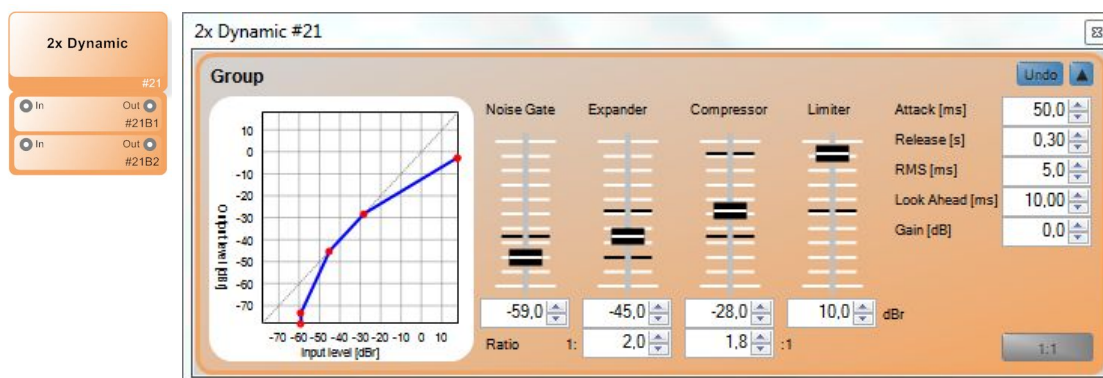 2x Dynamic
#21
In Out
#21B1
In Out
#21B2
2x Dynamic #21
Group
Undo
Noise Gate Expander Compressor Limiter
Attack [ms] 50,0
Release [s] 0,30
RMS [ms] 5,0
Look Ahead [ms] 10,00
Gain [dB] 0,0
Output level [dBr]
10
0
-10
-20
-30
-40
-50
-60
-70
-70 -60 -50 -40 -30 -20 -10 0 10
Input level [dBr]
-59,0 -45,0 -28,0 10,0 dBr
Ratio 1: 2,0 1,8 :1
1:1